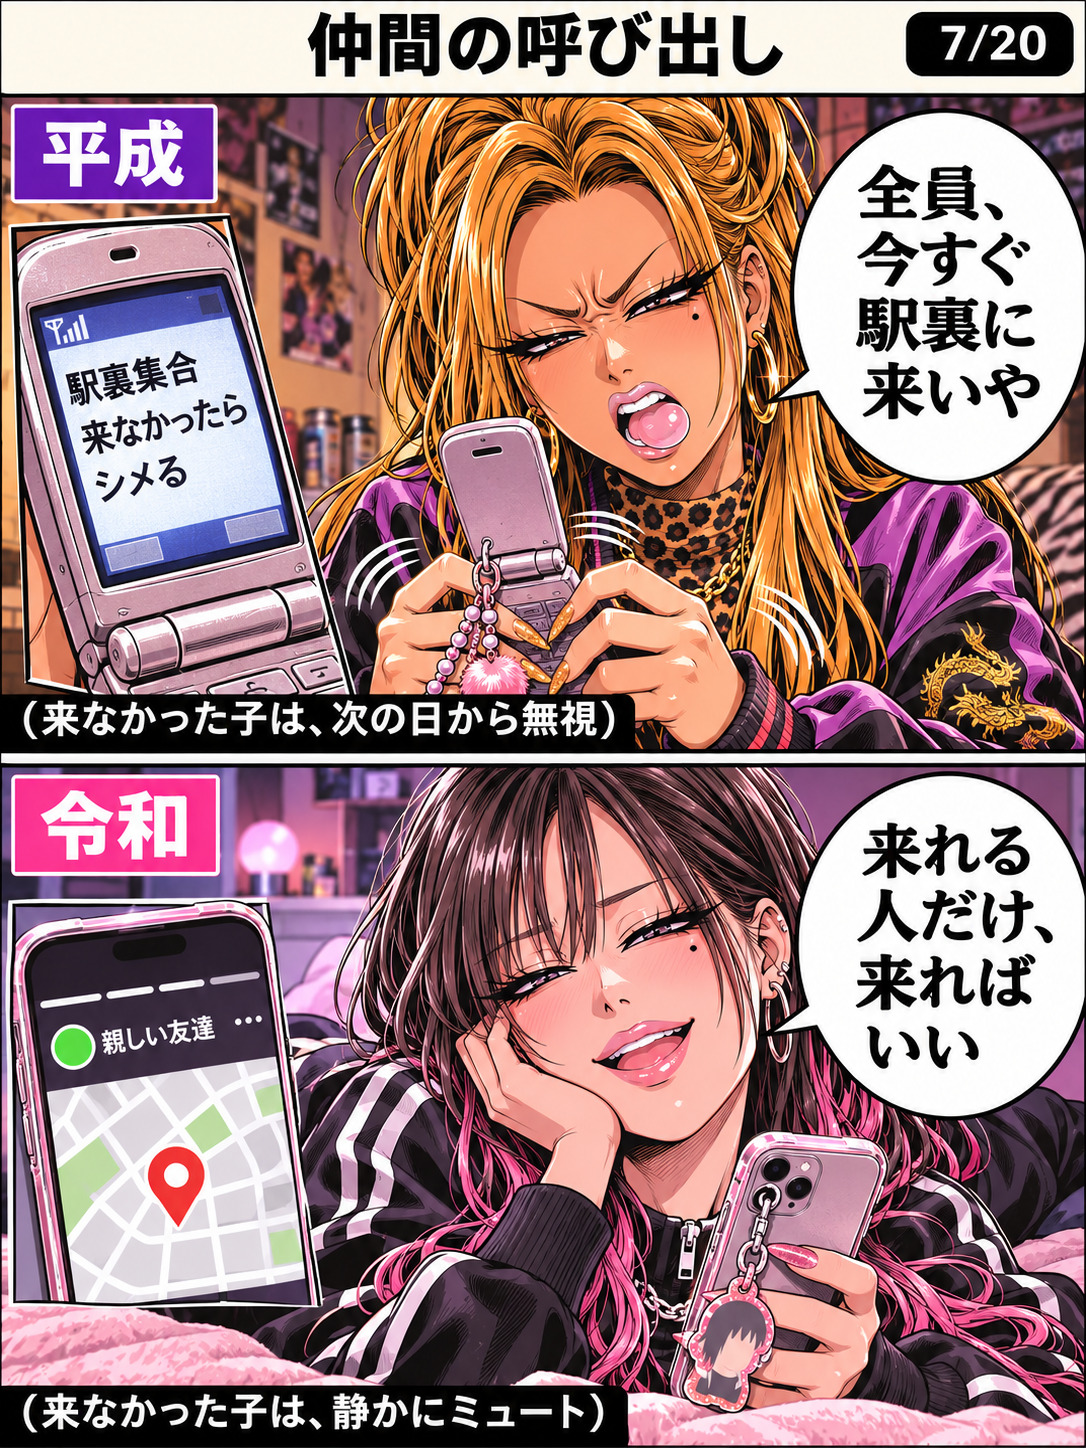 仲間の呼び出し
7/20
平成
全員、
今すぐ
駅裏に
来いや
駅裏集合
来なかったら
シメる
(来なかった子は、次の日から無視)
令和
来れる
人だけ、
来れば
いい
親しい友達
(来なかった子は、静かにミュート)